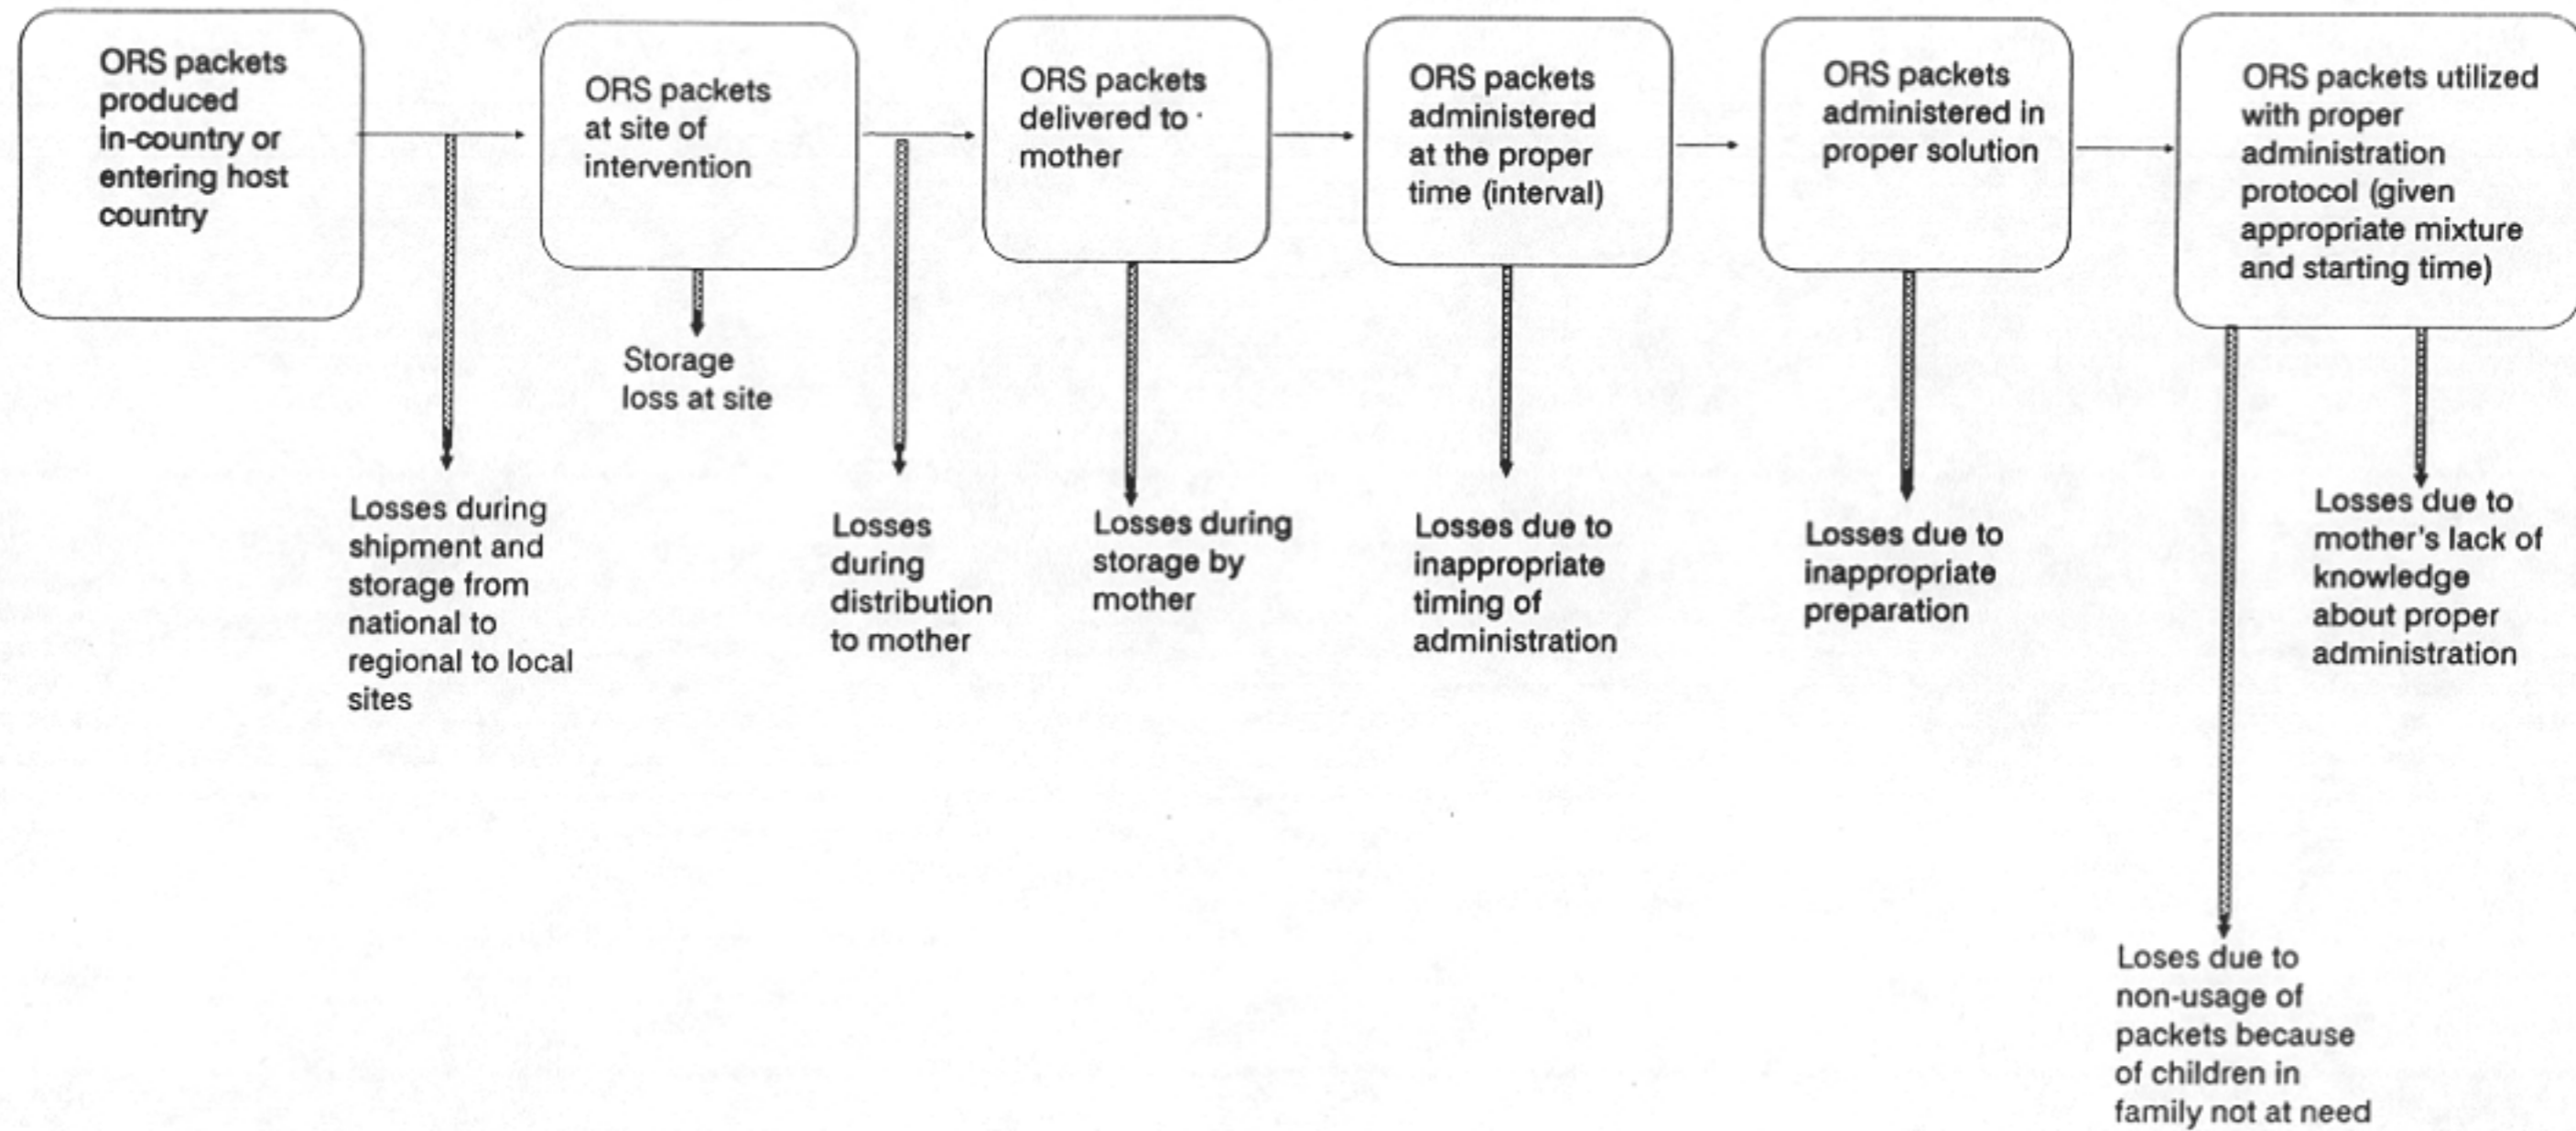 ORS packets
produced
in-country or
entering host
country
ORS packets
at site of
intervention
ORS packets
delivered to
mother
ORS packets
administered
at the proper
time (interval)
ORS packets
administered in
proper solution
ORS packets utilized
with proper
administration
protocol (given
appropriate mixture
and starting time)
Storage
loss at site
Losses during
shipment and
storage from
national to
regional to local
sites
Losses
during
distribution
to mother
Losses during
storage by
mother
Losses due to
inappropriate
timing of
administration
Losses due to
inappropriate
preparation
Losses due to
mother's lack of
knowledge
about proper
administration
Loses due to
non-usage of
packets because
of children in
family not at need